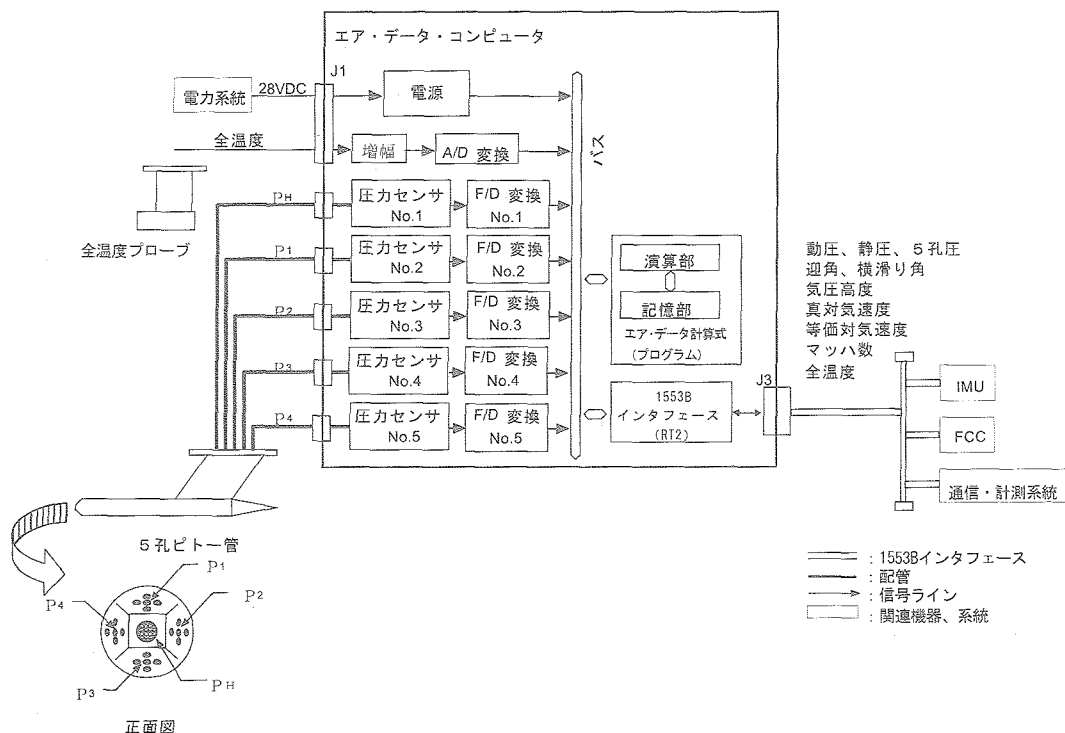 エア・データ・コンピュータ
J1
電力系統
28VDC
電源
全温度
増幅
A/D 変換
バス
全温度プローブ
PH
圧力センサ
No.1
F/D 変換
No.1
P1
圧力センサ
No.2
F/D 変換
No.2
P2
圧力センサ
No.3
F/D 変換
No.3
P3
圧力センサ
No.4
F/D 変換
No.4
P4
圧力センサ
No.5
F/D 変換
No.5
演算部
記憶部
エア・データ計算式
(プログラム)
1553B
インタフェース
(RT2)
J3
動圧、静圧、5孔圧
迎角、横滑り角
気圧高度
真対気速度
等価対気速度
マッハ数
全温度
IMU
FCC
通信・計測系統
5孔ピトー管
P1
P4
P2
P3
PH
正面図
：1553Bインタフェース
：配管
：信号ライン
：関連機器、系統